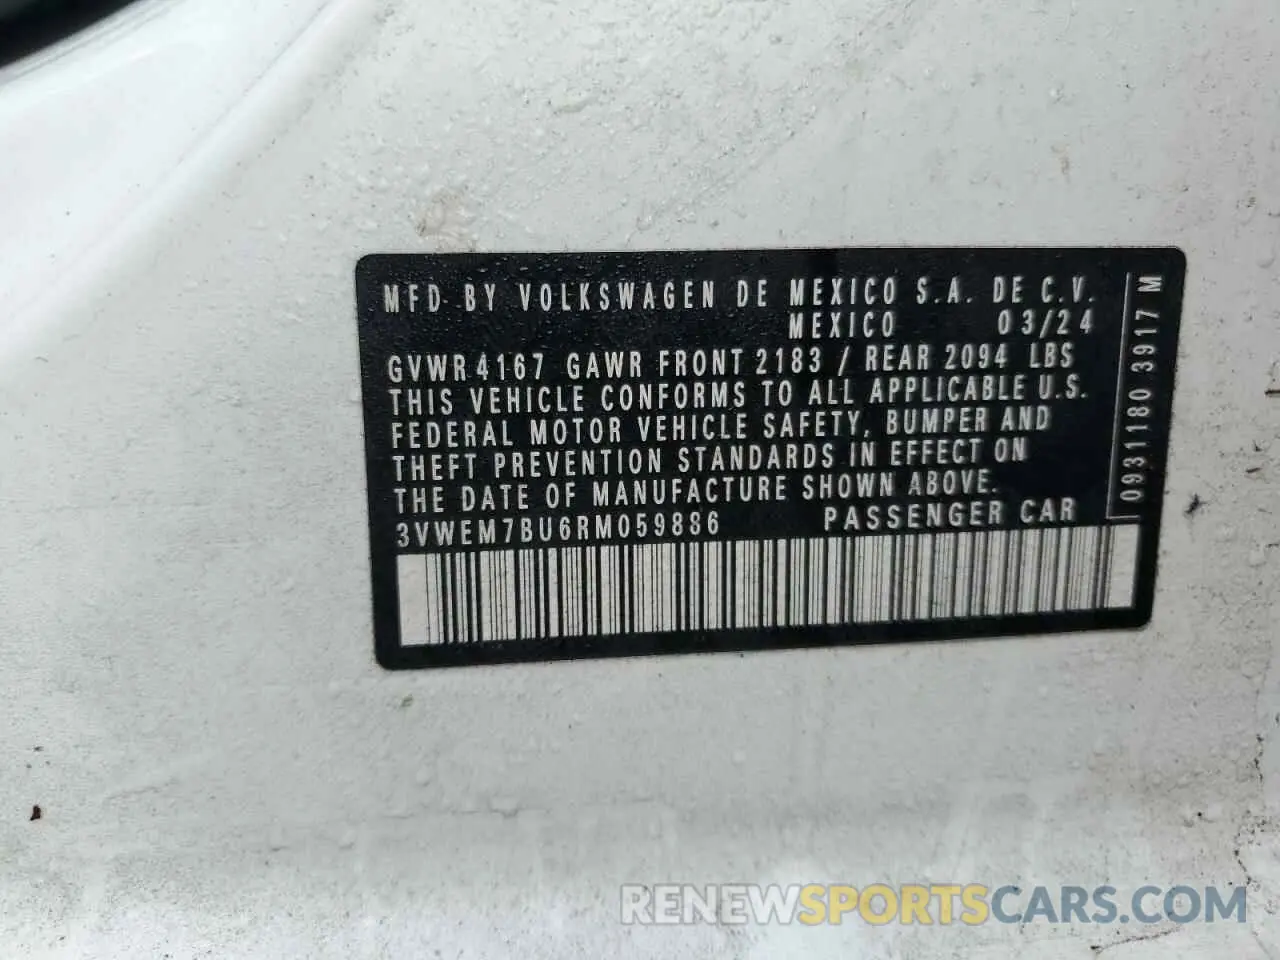 MFD BY VOLKSWAGEN DE MEXICO S.A. DE C.V.
MEXICO 03/24
GVWR 4167 GAWR FRONT 2183 / REAR 2094 LBS
THIS VEHICLE CONFORMS TO ALL APPLICABLE U.S.
FEDERAL MOTOR VEHICLE SAFETY, BUMPER AND
THEFT PREVENTION STANDARDS IN EFFECT ON
THE DATE OF MANUFACTURE SHOWN ABOVE.
3VWEM7BU6RM059886 PASSENGER CAR
0931180 3917 M
RENEWSPORTSCARS.COM